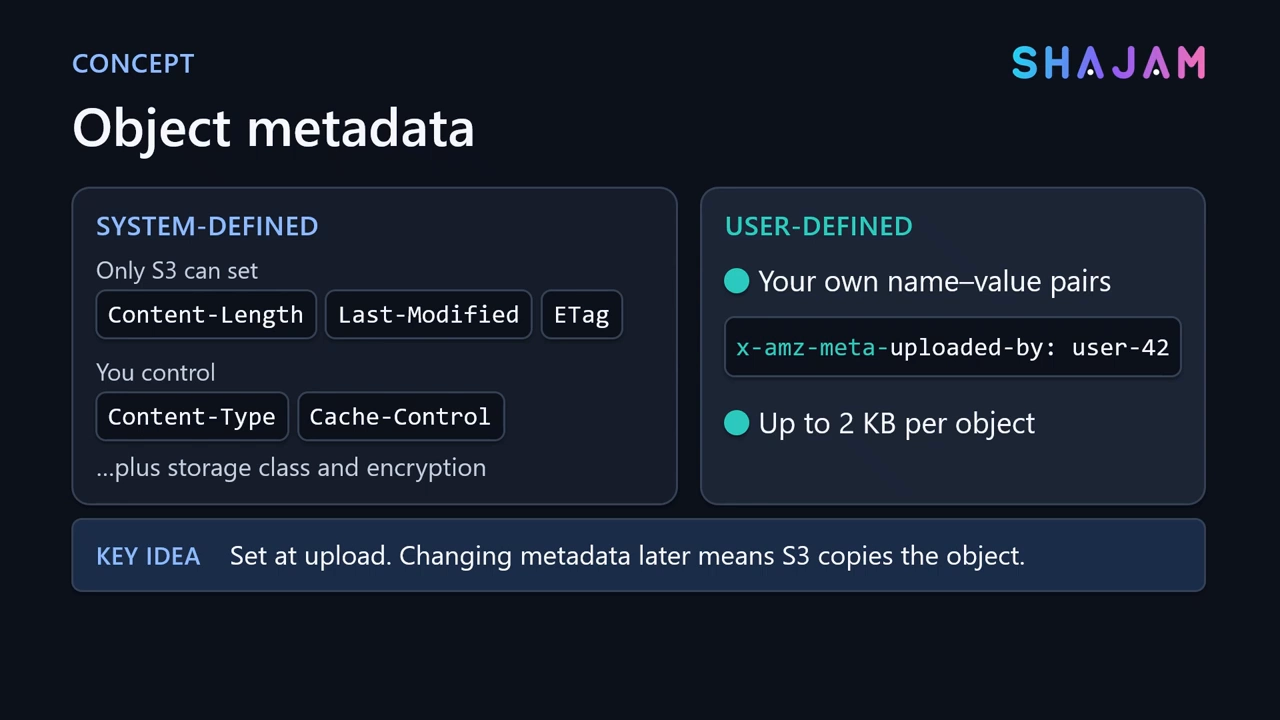 CONCEPT
SHAJAM
Object metadata
SYSTEM-DEFINED
Only S3 can set
Content-Length Last-Modified ETag
You control
Content-Type Cache-Control
...plus storage class and encryption
USER-DEFINED
Your own name–value pairs
x-amz-meta-uploaded-by: user-42
Up to 2 KB per object
KEY IDEA Set at upload. Changing metadata later means S3 copies the object.